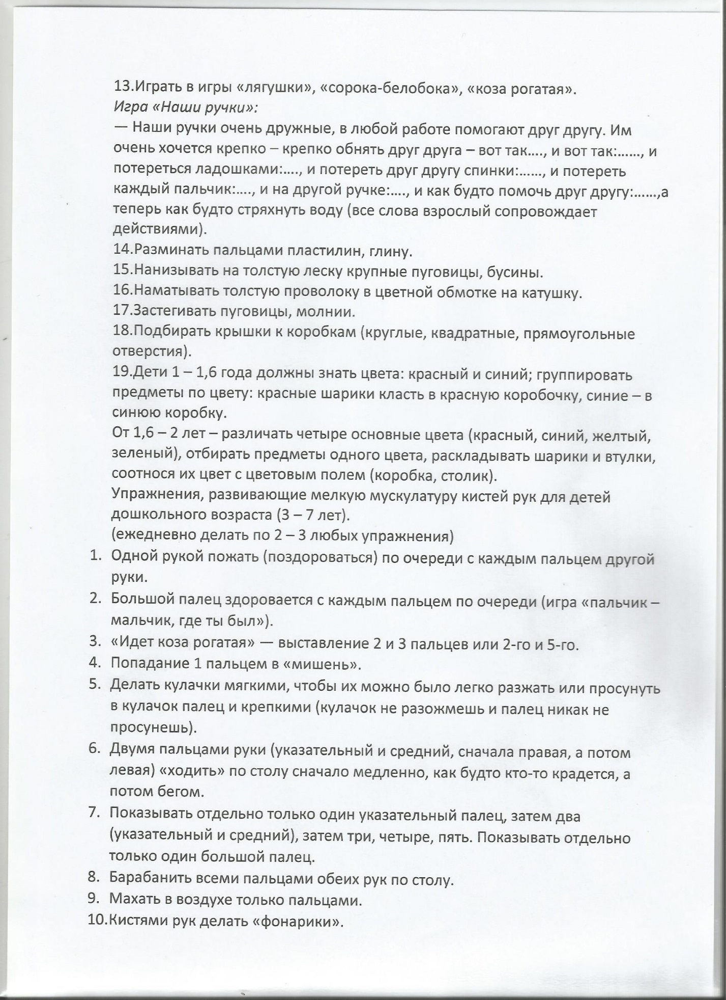 13.Играть в игры «лягушки», «сорока-белобока», «коза рогатая».
Игра «Наши ручки»:
— Наши ручки очень дружные, в любой работе помогают друг другу. Им
очень хочется крепко – крепко обнять друг друга – вот так...., и вот так:......, и
потереться ладошками:...., и потереть друг другу спинки:......, и потереть
каждый пальчик:...., и на другой ручке:...., и как будто помочь друг другу:......,а
теперь как будто стряхнуть воду (все слова взрослый сопровождает
действиями).
14.Разминать пальцами пластилин, глину.
15.Нанизывать на толстую леску крупные пуговицы, бусины.
16.Наматывать толстую проволоку в цветной обмотке на катушку.
17.Застегивать пуговицы, молнии.
18.Подбирать крышки к коробкам (круглые, квадратные, прямоугольные
отверстия).
19.Дети 1 – 1,6 года должны знать цвета: красный и синий; группировать
предметы по цвету: красные шарики класть в красную коробочку, синие – в
синюю коробку.
От 1,6 – 2 лет – различать четыре основные цвета (красный, синий, желтый,
зеленый), отбирать предметы одного цвета, раскладывать шарики и втулки,
соотнося их цвет с цветовым полем (коробка, столик).
Упражнения, развивающие мелкую мускулатуру кистей рук для детей
дошкольного возраста (3 – 7 лет).
(ежедневно делать по 2 – 3 любых упражнения)
1. Одной рукой пожать (поздороваться) по очереди с каждым пальцем другой
руки.
2. Большой палец здоровается с каждым пальцем по очереди (игра «пальчик –
мальчик, где ты был»).
3. «Идет коза рогатая» — выставление 2 и 3 пальцев или 2-го и 5-го.
4. Попадание 1 пальцем в «мишень».
5. Делать кулачки мягкими, чтобы их можно было легко разжать или просунуть
в кулачок палец и крепкими (кулачок не разожмешь и палец никак не
просунешь).
6. Двумя пальцами руки (указательный и средний, сначала правая, а потом
левая) «ходить» по столу сначало медленно, как будто кто-то крадется, а
потом бегом.
7. Показывать отдельно только один указательный палец, затем два
(указательный и средний), затем три, четыре, пять. Показывать отдельно
только один большой палец.
8. Барабанить всеми пальцами обеих рук по столу.
9. Махать в воздухе только пальцами.
10.Кистями рук делать «фонарики».